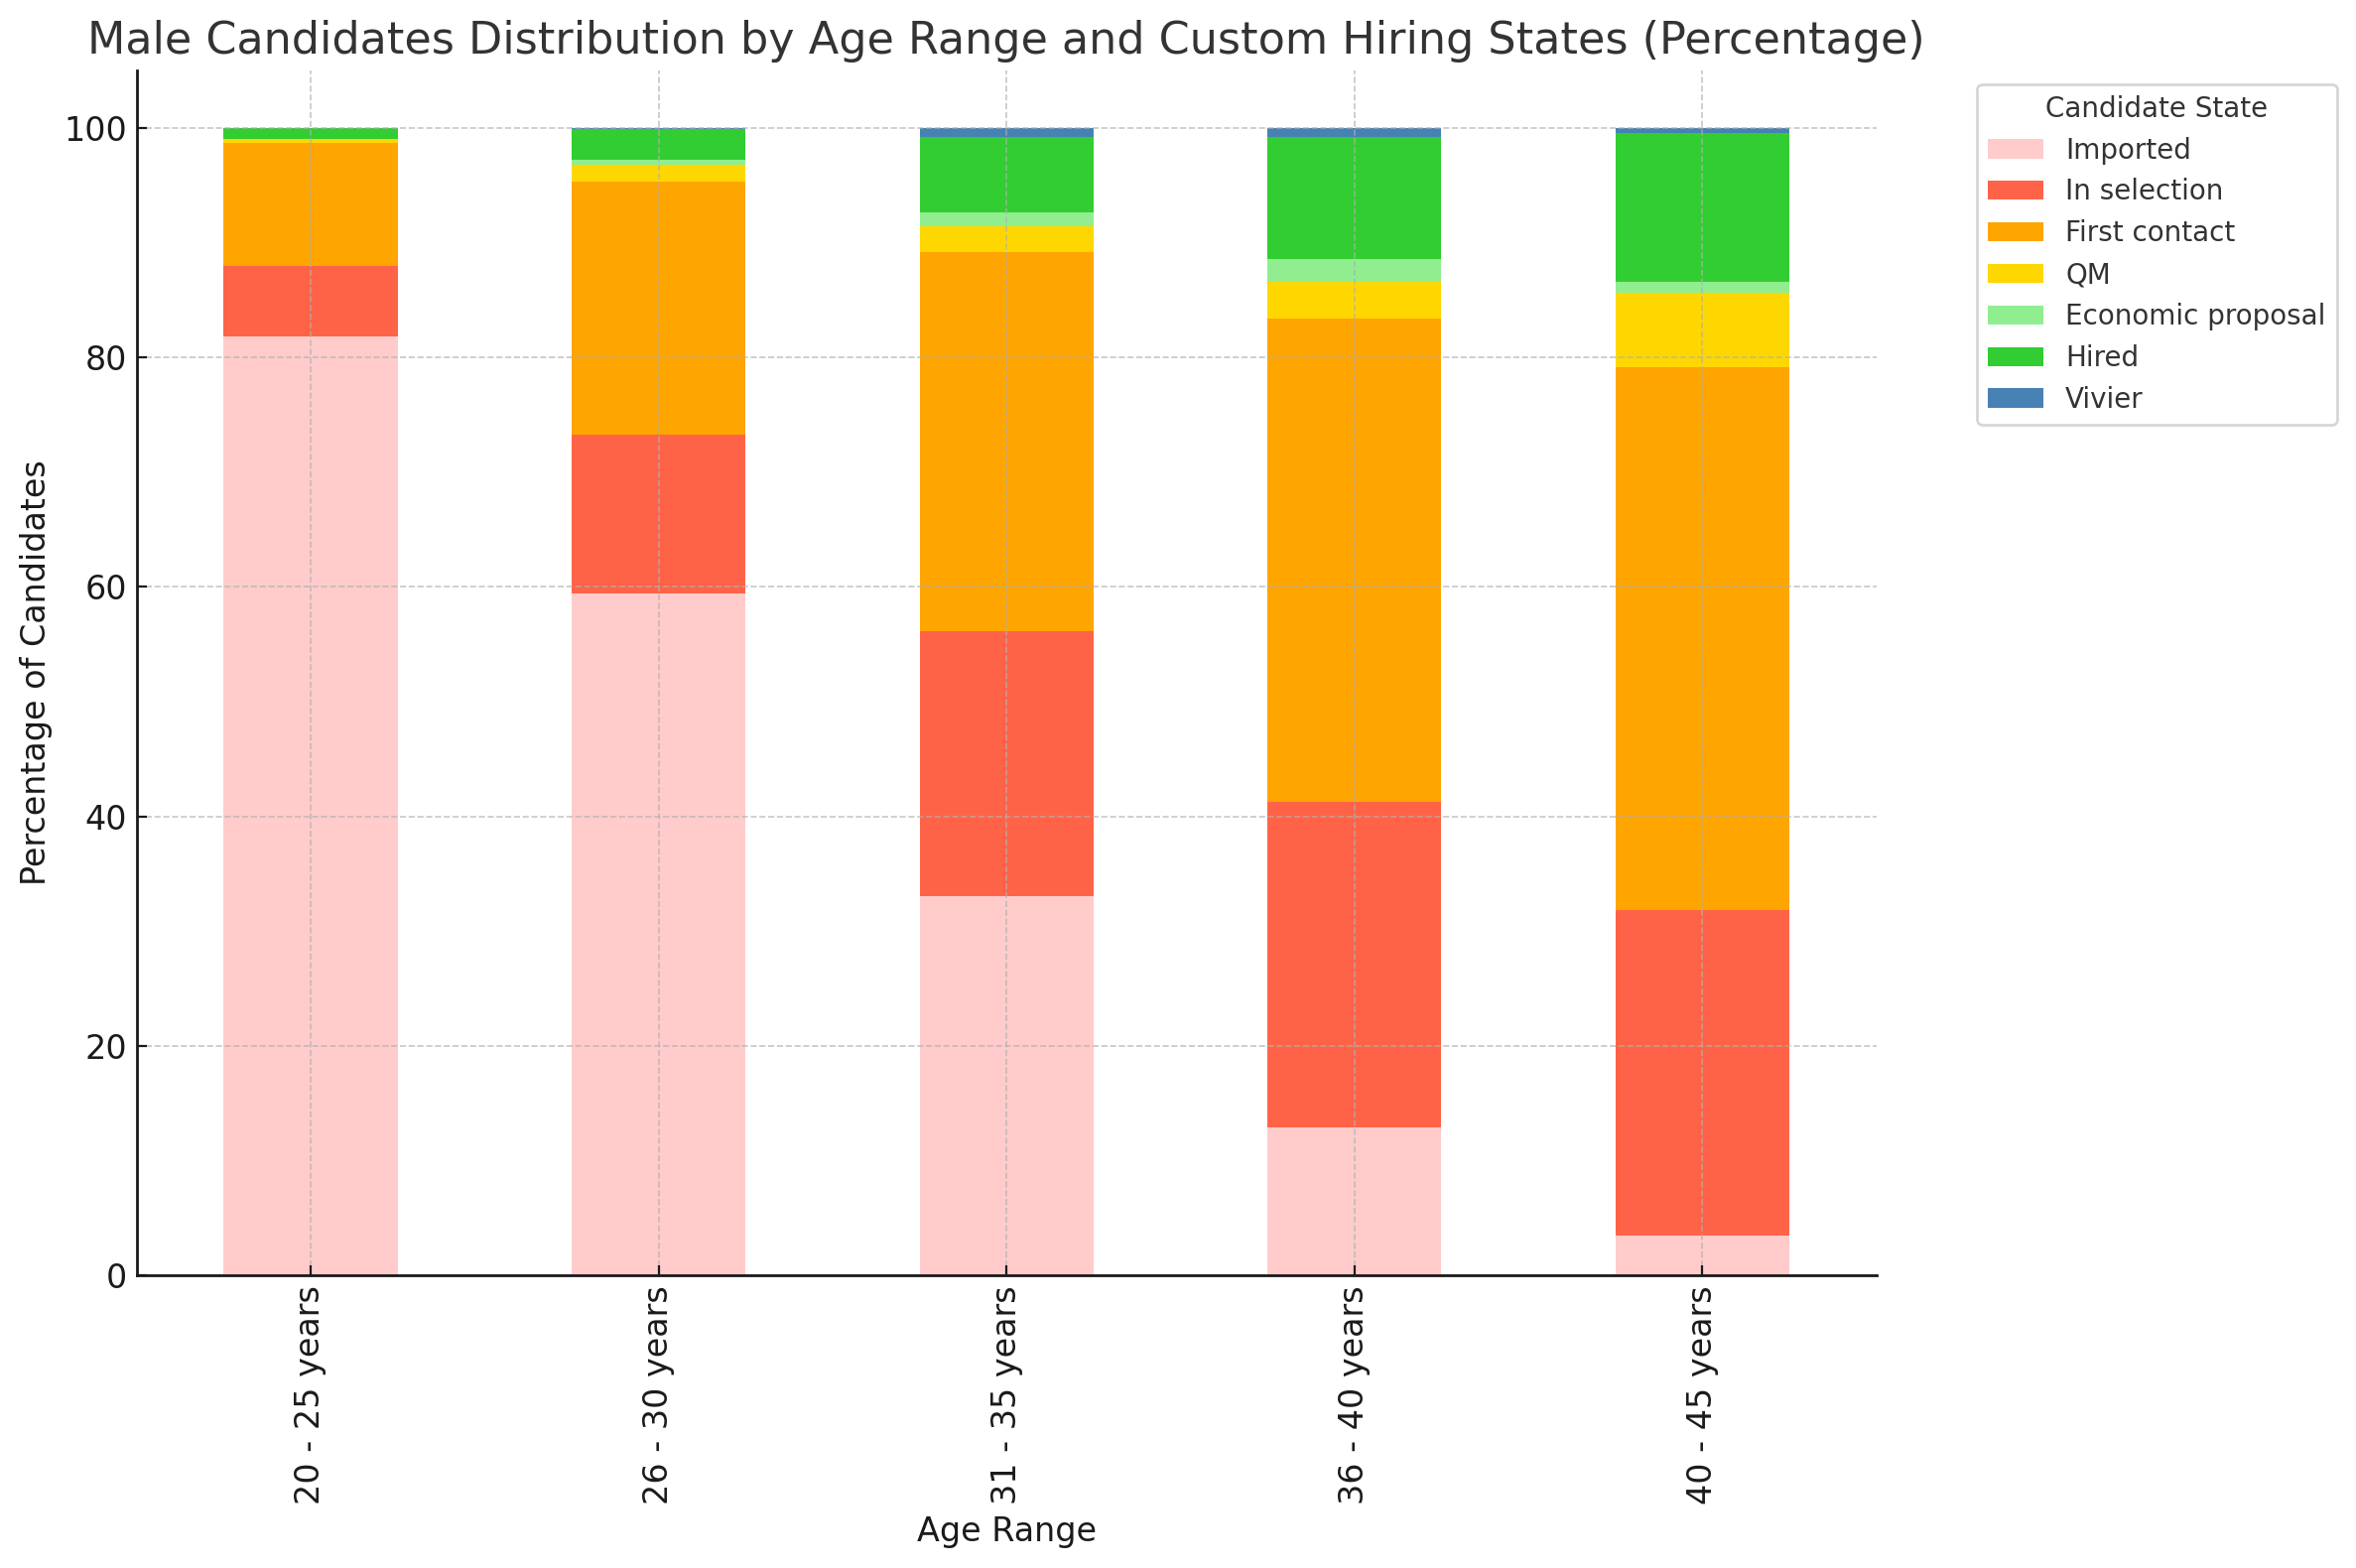 Male Candidates Distribution by Age Range and Custom Hiring States (Percentage)
Candidate State
Imported
In selection
First contact
QM
Economic proposal
Hired
Vivier
Percentage of Candidates
100
80
60
40
20
0
20 - 25 years
26 - 30 years
31 - 35 years
36 - 40 years
40 - 45 years
Age Range